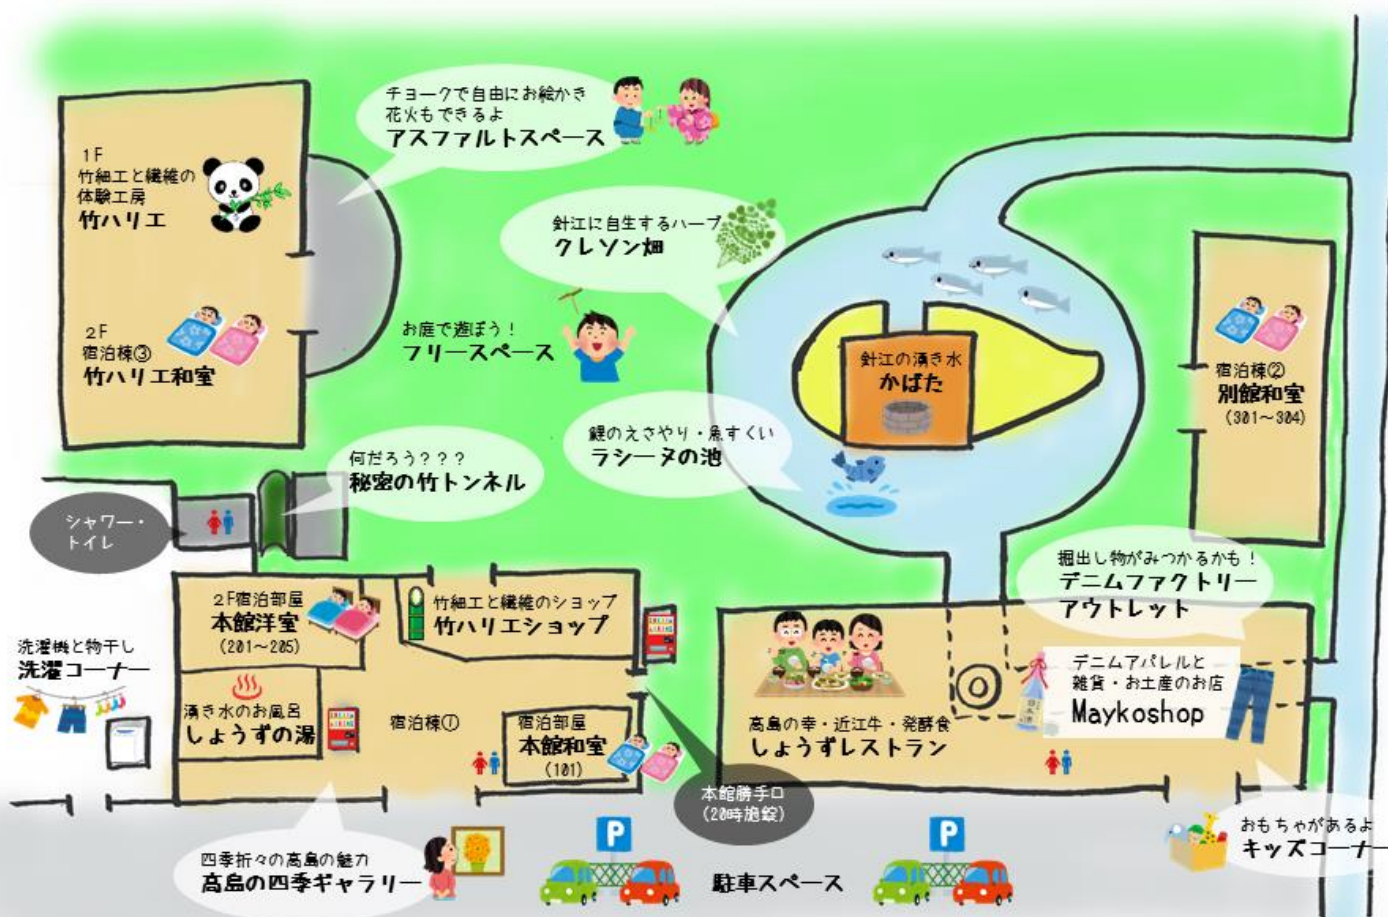 チョークで自由にお絵かき
花火もできるよ
アスファルトスペース
1F
竹細工と繊維の
体験工房
竹ハリエ
針江に自生するハーブ
クレソン畑
2F
宿泊棟③
竹ハリエ和室
お庭で遊ぼう！
フリースペース
針江の湧き水
かばた
宿泊棟②
別館和室
(301～304)
鯉のえさやり・魚すくい
ラシーヌの池
何だろう？？？
秘密の竹トンネル
シャワー・
トイレ
掘出し物がみつかるかも！
デニムファクトリー
アウトレット
2F宿泊部屋
本館洋室
(201～205)
竹細工と繊維のショップ
竹ハリエショップ
洗濯機と物干し
洗濯コーナー
湧き水のお風呂
しょうずの湯
宿泊棟①
宿泊部屋
本館和室
(101)
高島の幸・近江牛・発酵食
しょうずレストラン
デニムアパレルと
雑貨・お土産のお店
Maykoshop
本館勝手口
(20時施錠)
おもちゃがあるよ
キッズコーナー
四季折々の高島の魅力
高島の四季ギャラリー
P
駐車スペース
P